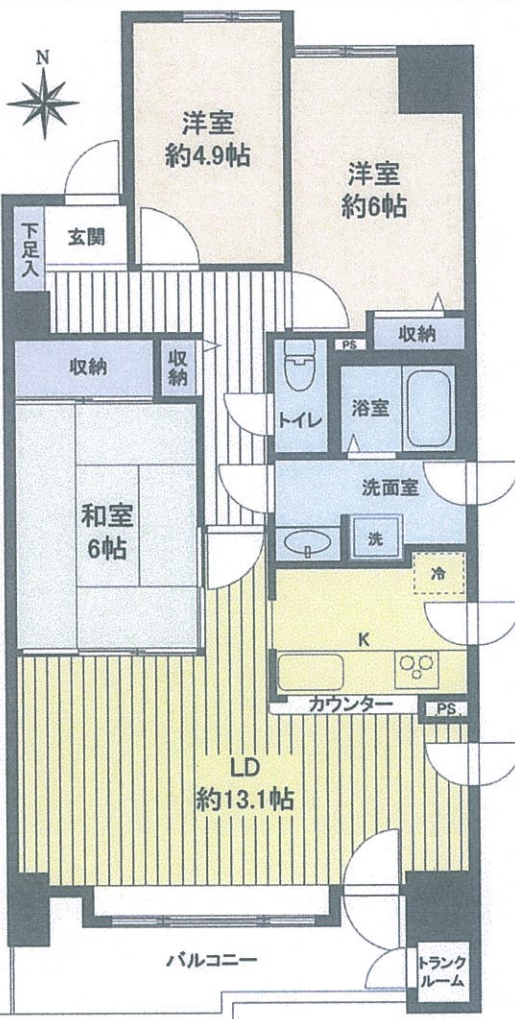 N
洋室
約4.9帖
洋室
約6帖
下足入
玄関
収納
収納
収納
PS
トイレ
浴室
洗面室
洗
和室
6帖
冷
K
カウンター
PS
LD
約13.1帖
バルコニー
トランク
ルーム